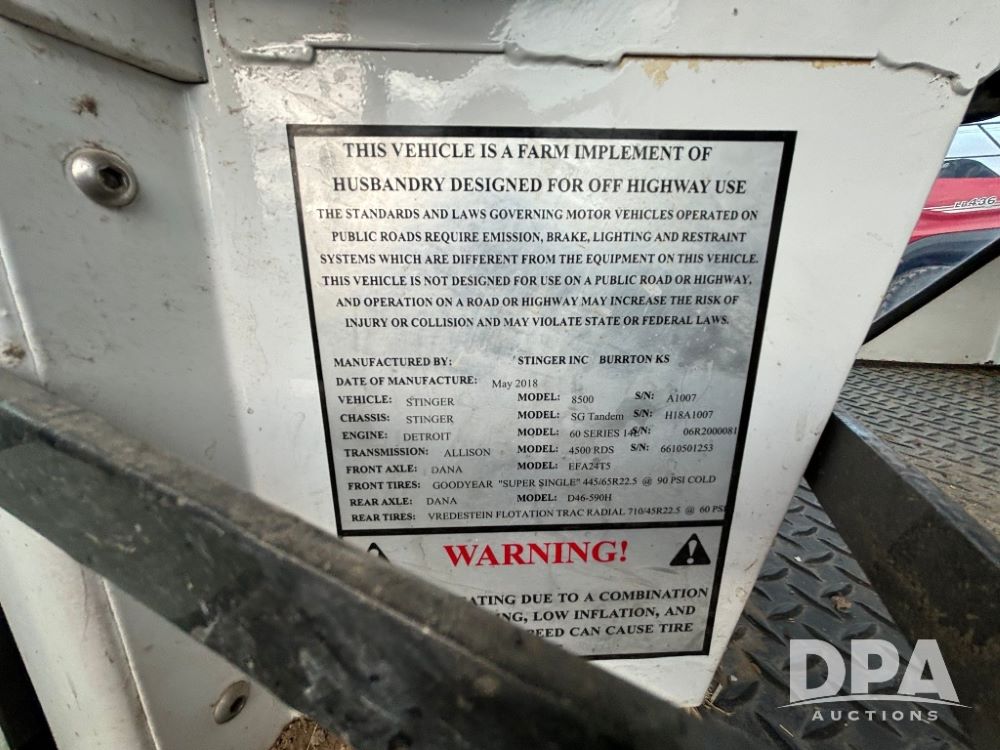 THIS VEHICLE IS A FARM IMPLEMENT OF
HUSBANDRY DESIGNED FOR OFF HIGHWAY USE
THE STANDARDS AND LAWS GOVERNING MOTOR VEHICLES OPERATED ON
PUBLIC ROADS REQUIRE EMISSION, BRAKE, LIGHTING AND RESTRAINT
SYSTEMS WHICH ARE DIFFERENT FROM THE EQUIPMENT ON THIS VEHICLE.
THIS VEHICLE IS NOT DESIGNED FOR USE ON A PUBLIC ROAD OR HIGHWAY,
AND OPERATION ON A ROAD OR HIGHWAY MAY INCREASE THE RISK OF
INJURY OR COLLISION AND MAY VIOLATE STATE OR FEDERAL LAWS.
MANUFACTURED BY: STINGER INC BURRTON KS
DATE OF MANUFACTURE: May 2018
VEHICLE: STINGER MODEL: 8500 S/N: A1007
CHASSIS: STINGER MODEL: SG Tandem S/N: H18A1007
ENGINE: DETROIT MODEL: 60 SERIES S/N: 06R2000081
TRANSMISSION: ALLISON MODEL: 4500 RDS S/N: 6610501253
FRONT AXLE: DANA MODEL: EFA24T5
FRONT TIRES: GOODYEAR "SUPER SINGLE" 445/65R22.5 @ 90 PSI COLD
REAR AXLE: DANA MODEL: D46-590H
REAR TIRES: VREDESTEIN FLOTATION TRAC RADIAL 710/45R22.5 @ 60 PSI
WARNING!
ATING DUE TO A COMBINATION
NG, LOW INFLATION, AND
EED CAN CAUSE TIRE
436
DPA
AUCTIONS